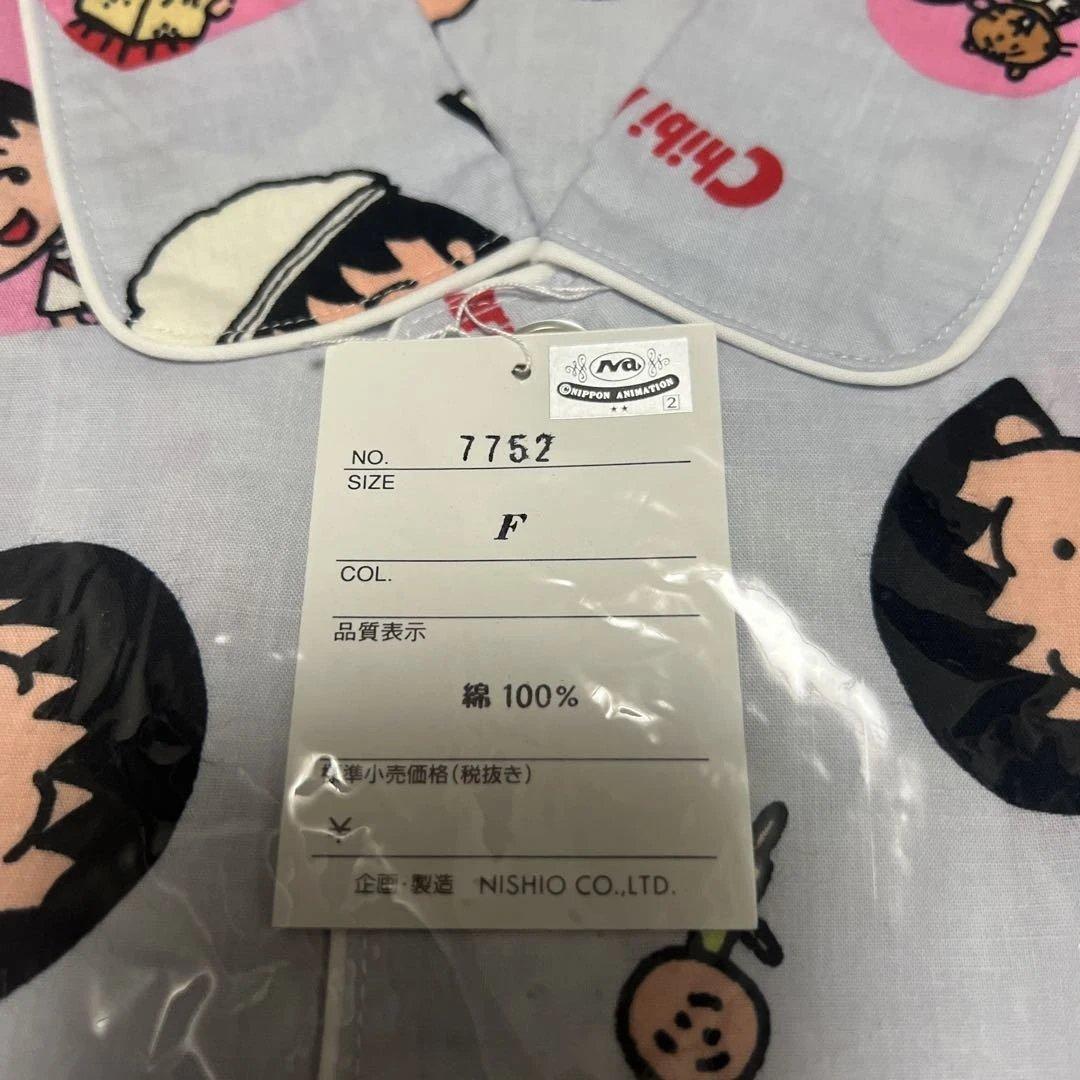 Chibi
Na
©NIPPON ANIMATION
★★
2
NO. 7752
SIZE
F
COL.
品質表示
綿 100%
標準小売価格(税抜き)
¥
企画・製造 NISHIO CO.,LTD.